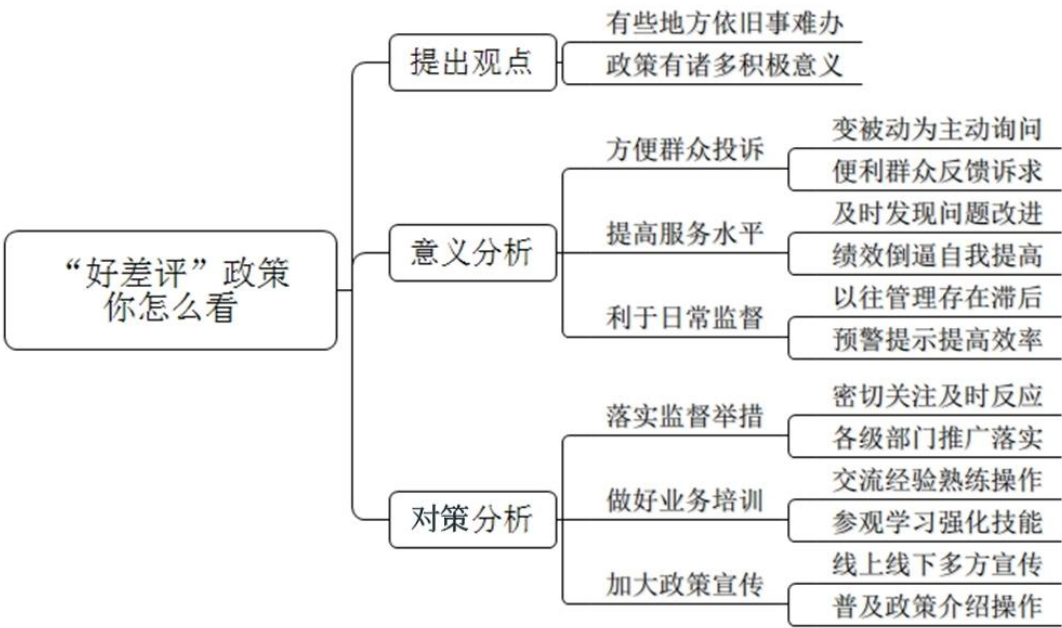 “好差评”政策
你怎么看
提出观点
有些地方依旧事难办
政策有诸多积极意义
意义分析
方便群众投诉
变被动为主动询问
便利群众反馈诉求
提高服务水平
及时发现问题改进
绩效倒逼自我提高
利于日常监督
以往管理存在滞后
预警提示提高效率
对策分析
落实监督举措
密切关注及时反应
各级部门推广落实
做好业务培训
交流经验熟练操作
参观学习强化技能
加大政策宣传
线上线下多方宣传
普及政策介绍操作